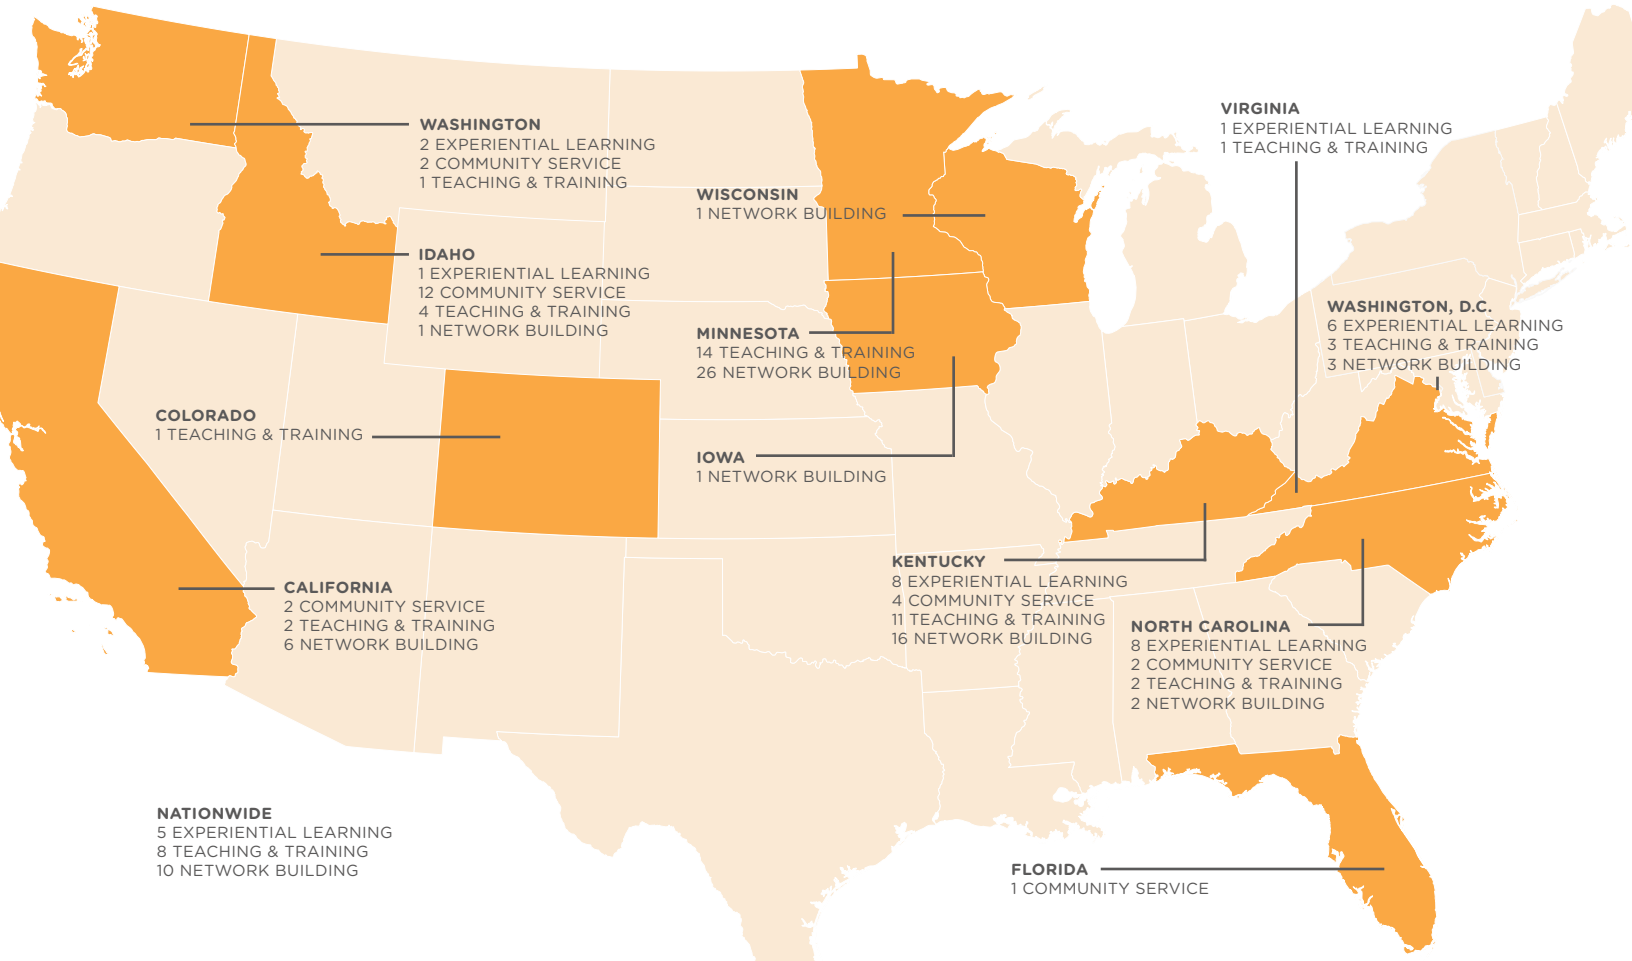 WASHINGTON
2 EXPERIENTIAL LEARNING
2 COMMUNITY SERVICE
1 TEACHING & TRAINING
IDAHO
1 EXPERIENTIAL LEARNING
12 COMMUNITY SERVICE
4 TEACHING & TRAINING
1 NETWORK BUILDING
COLORADO
1 TEACHING & TRAINING
CALIFORNIA
2 COMMUNITY SERVICE
2 TEACHING & TRAINING
6 NETWORK BUILDING
NATIONWIDE
5 EXPERIENTIAL LEARNING
8 TEACHING & TRAINING
10 NETWORK BUILDING
WISCONSIN
1 NETWORK BUILDING
MINNESOTA
14 TEACHING & TRAINING
26 NETWORK BUILDING
IOWA
1 NETWORK BUILDING
VIRGINIA
1 EXPERIENTIAL LEARNING
1 TEACHING & TRAINING
WASHINGTON, D.C.
6 EXPERIENTIAL LEARNING
3 TEACHING & TRAINING
3 NETWORK BUILDING
KENTUCKY
8 EXPERIENTIAL LEARNING
4 COMMUNITY SERVICE
11 TEACHING & TRAINING
16 NETWORK BUILDING
NORTH CAROLINA
8 EXPERIENTIAL LEARNING
2 COMMUNITY SERVICE
2 TEACHING & TRAINING
2 NETWORK BUILDING
FLORIDA
1 COMMUNITY SERVICE